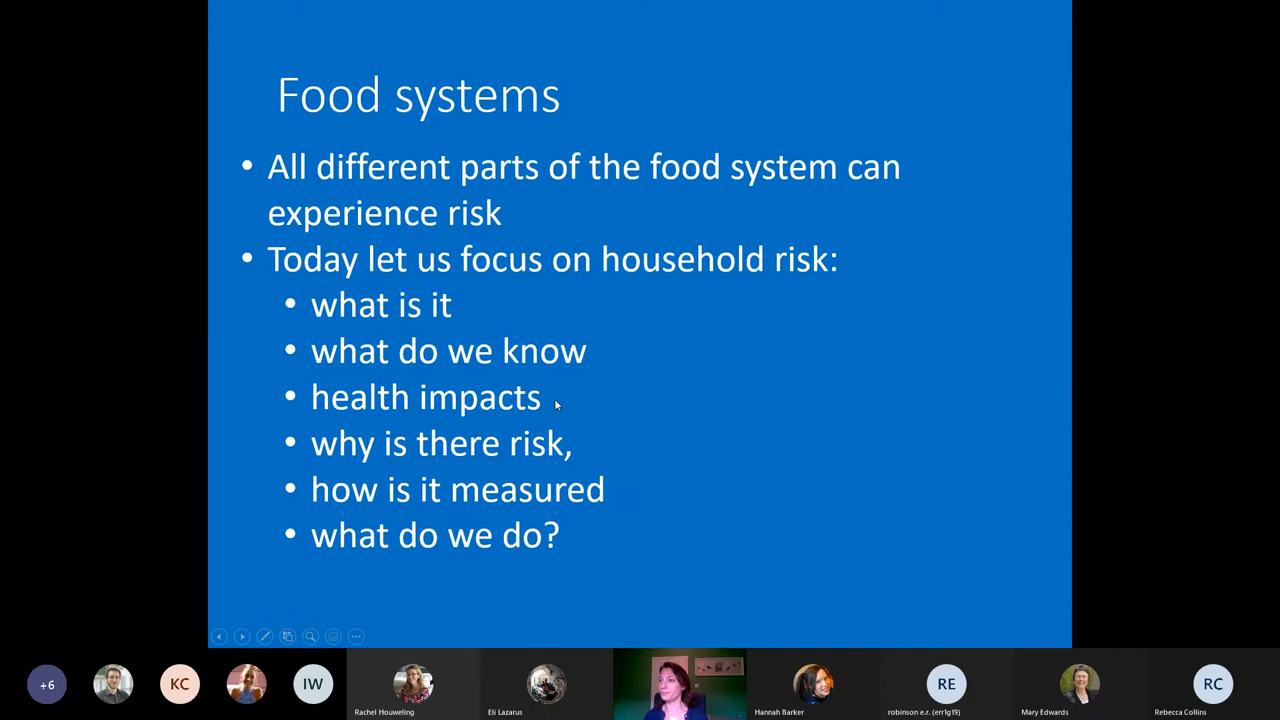 Food systems
• All different parts of the food system can
experience risk
• Today let us focus on household risk:
• what is it
• what do we know
• health impacts
• why is there risk,
• how is it measured
• what do we do?
+6
KC
IW
RE
RC
Rachel Houweling
Eli Lazarus
Hannah Barker
robinson e.r. (err1g19)
Mary Edwards
Rebecca Collins